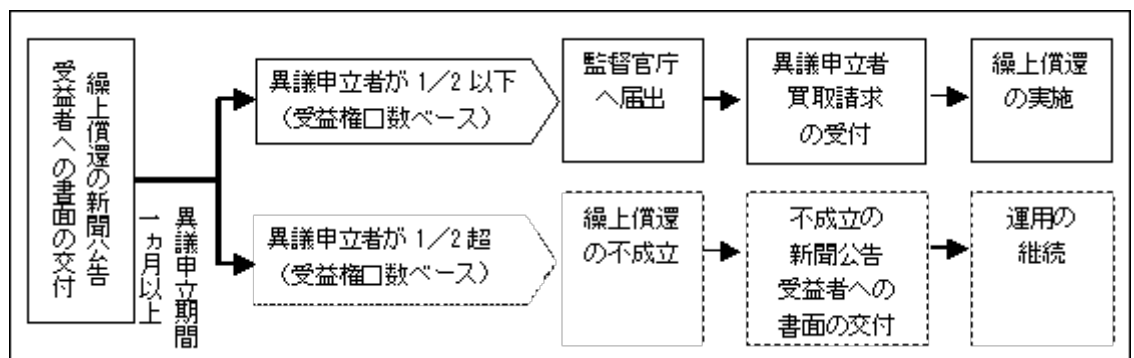 繰上償還の新聞公告
受益者への書面の交付
異議申立期間
一ヵ月以上
異議申立者が 1/2 以下
（受益権口数ベース）
監督官庁
へ届出
異議申立者
買取請求
の受付
繰上償還
の実施
異議申立者が 1/2 超
（受益権口数ベース）
繰上償還
の不成立
不成立の
新聞公告
受益者への
書面の交付
運用の
継続